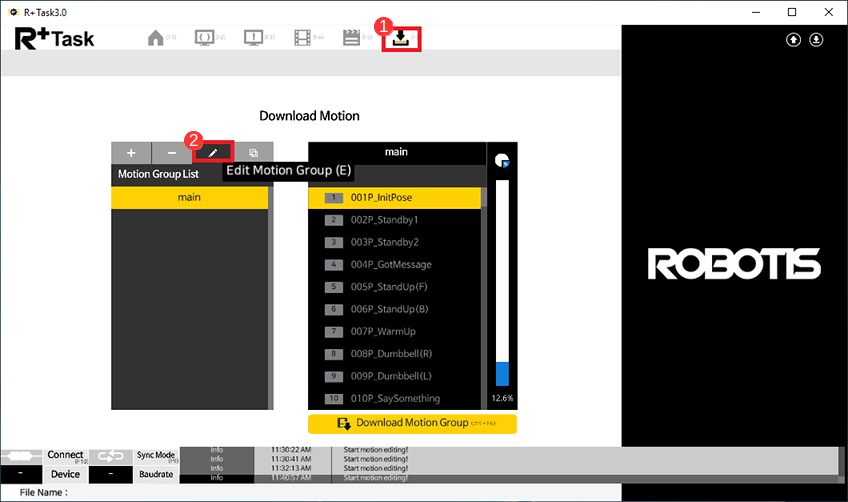 R+Task3.0
R+Task
(F1)
(F2)
(F3)
(F4)
(F5)
1
Download Motion
2
Edit Motion Group (E)
Motion Group List
main
main
1 001P_InitPose
2 002P_Standby1
3 003P_Standby2
4 004P_GotMessage
5 005P_StandUp(F)
6 006P_StandUp(B)
7 007P_WarmUp
8 008P_Dumbbell(R)
9 009P_Dumbbell(L)
10 010P_SaySomething
12.6%
Download Motion Group (ctrl + F6)
ROBOTIS
Connect
(F10)
Sync Mode
(F9)
- Device - Baudrate
Info 11:30:22 AM Start motion editing!
Info 11:30:41 AM Start motion editing!
Info 11:32:13 AM Start motion editing!
Info 11:40:57 AM Start motion editing!
File Name :